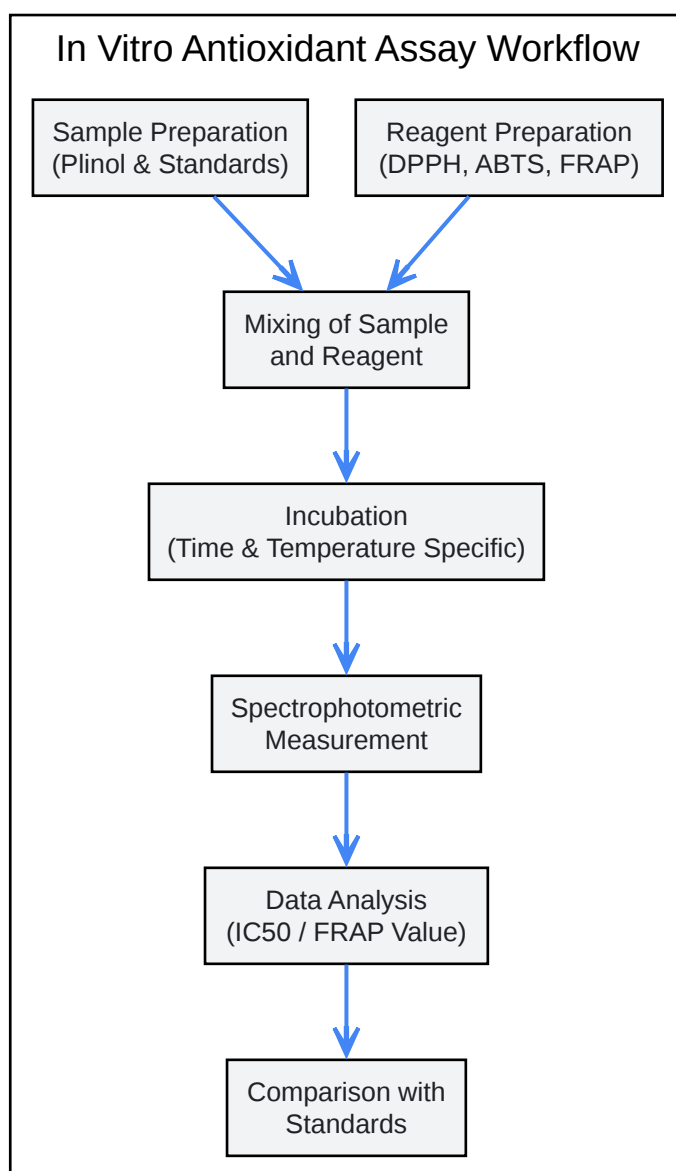 In Vitro Antioxidant Assay Workflow
Sample Preparation
(Plinol & Standards)
Reagent Preparation
(DPPH, ABTS, FRAP)
Mixing of Sample
and Reagent
Incubation
(Time & Temperature Specific)
Spectrophotometric
Measurement
Data Analysis
(IC50 / FRAP Value)
Comparison with
Standards